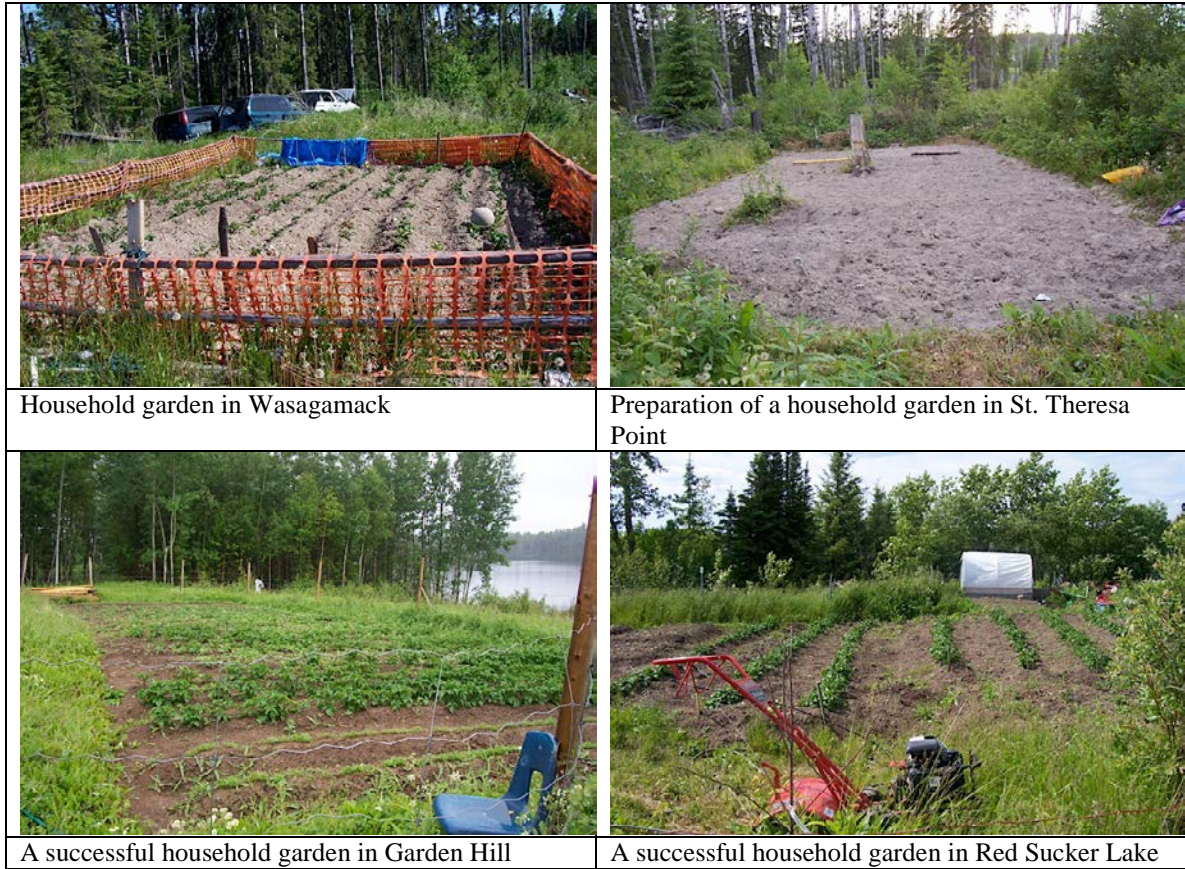 Household garden in Wasagamack
Preparation of a household garden in St. Theresa
Point
A successful household garden in Garden Hill
A successful household garden in Red Sucker Lake